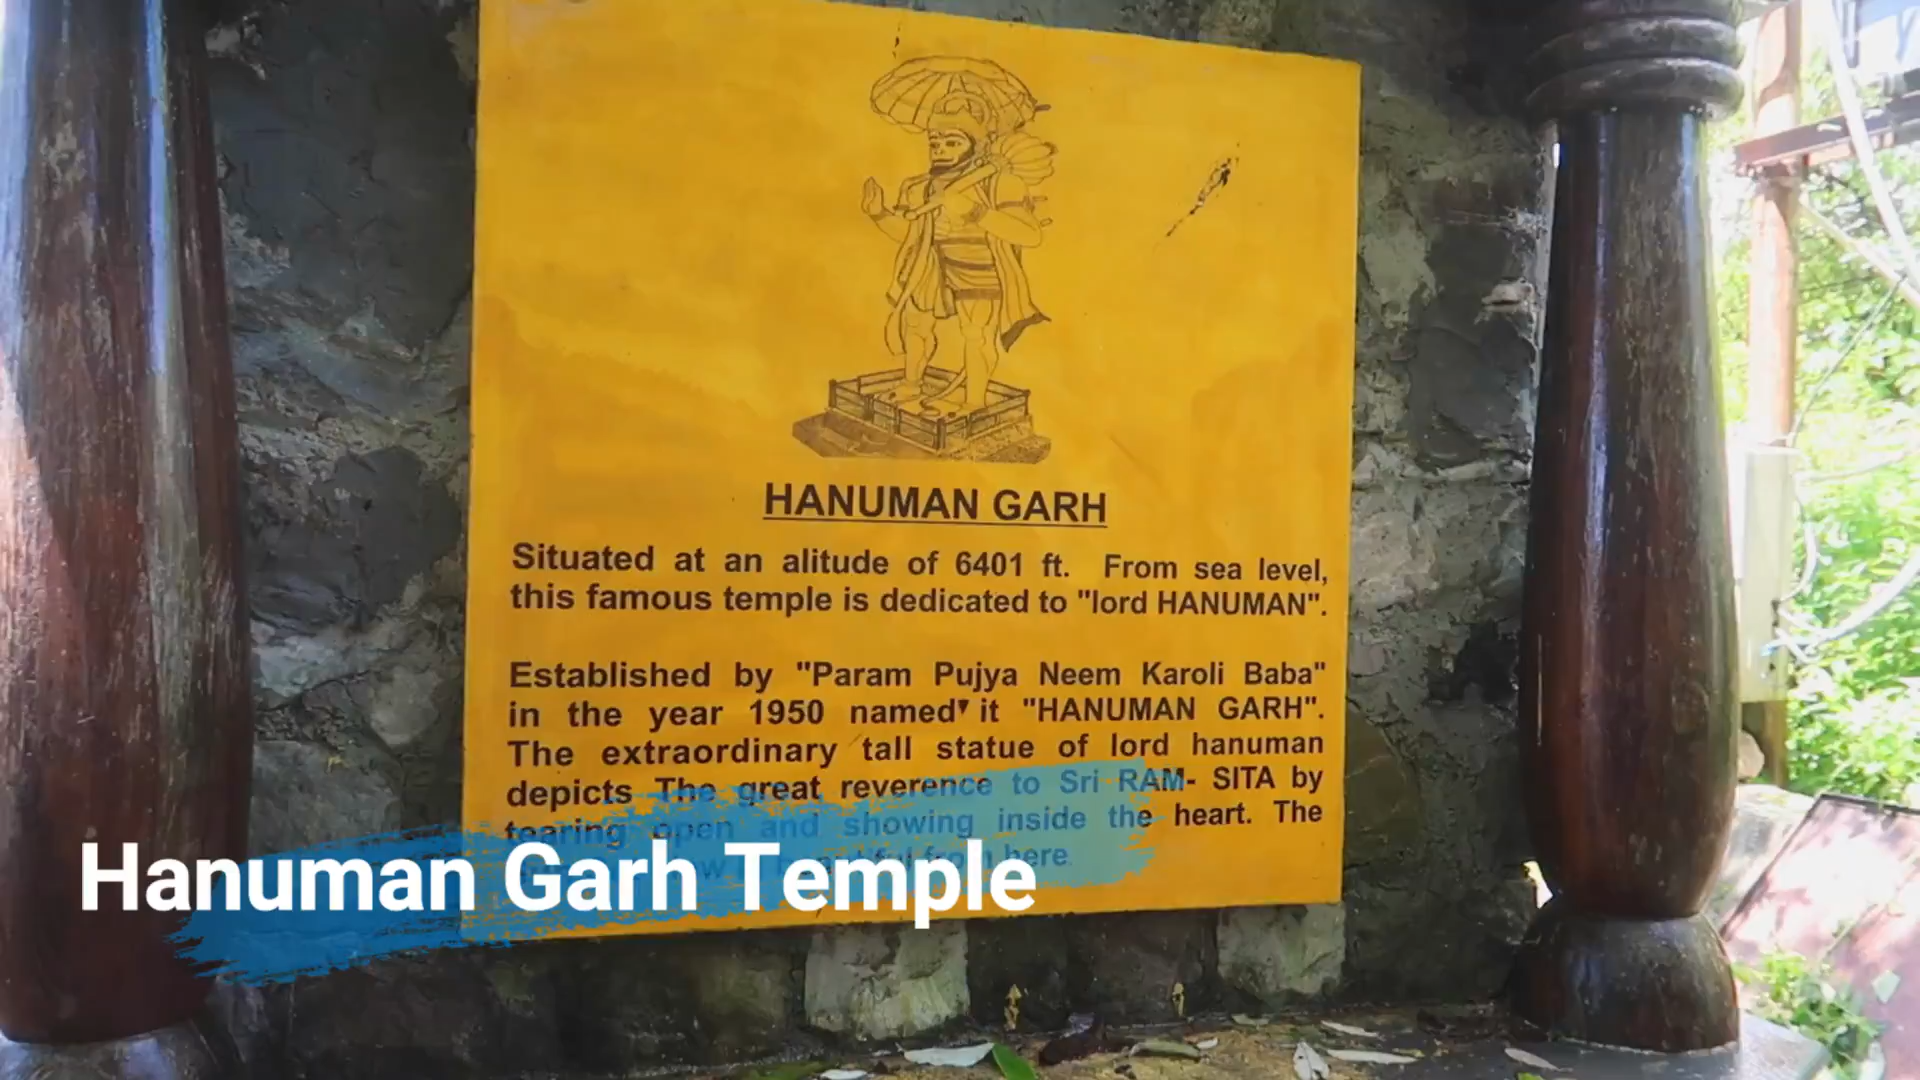 HANUMAN GARH
Situated at an alitude of 6401 ft. From sea level,
this famous temple is dedicated to "lord HANUMAN".
Established by "Param Pujya Neem Karoli Baba"
in the year 1950 named it "HANUMAN GARH".
The extraordinary tall statue of lord hanuman
depicts The great reverence to Sri RAM- SITA by
tearing open and showing inside the heart. The
from here
Hanuman Garh Temple